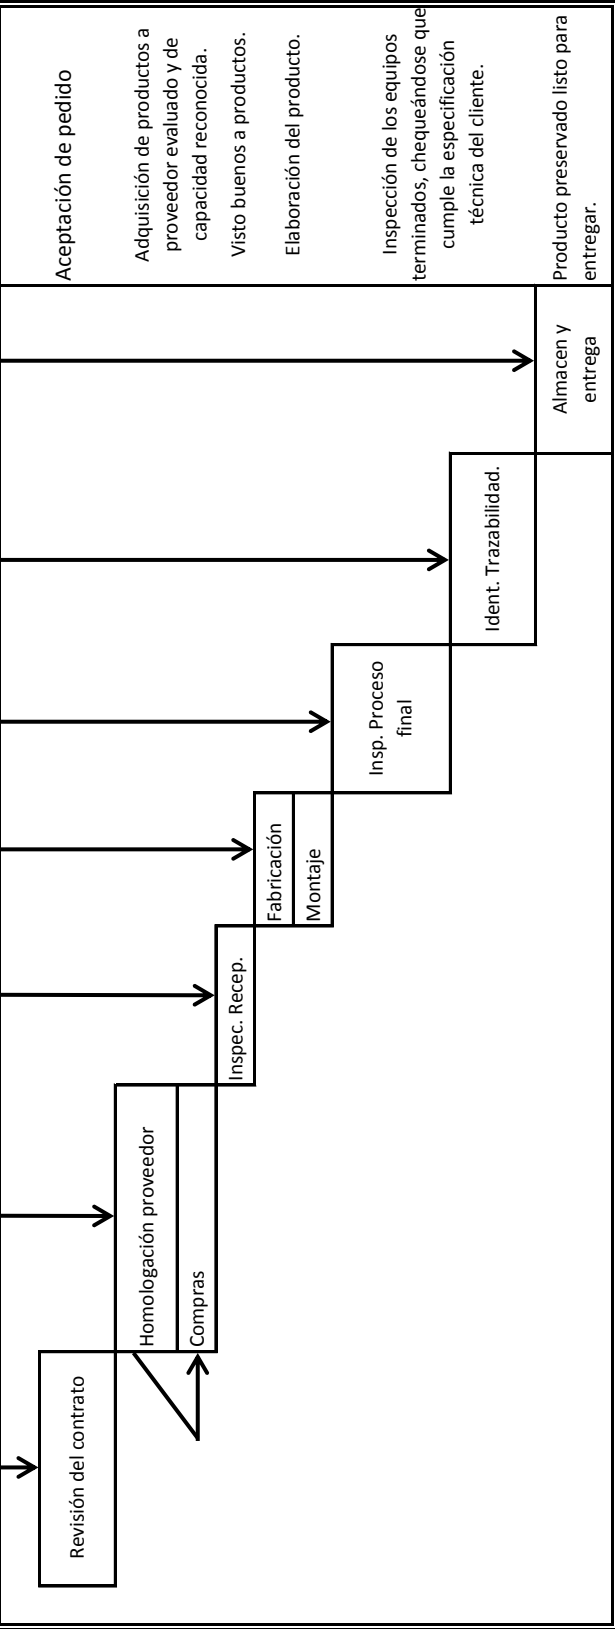 Aceptación de pedido
Adquisición de productos a
proveedor evaluado y de
capacidad reconocida.
Visto buenos a productos.
Elaboración del producto.
Inspección de los equipos
terminados, chequeándose que
cumple la especificación
técnica del cliente.
Producto preservado listo para
entregar.
Revisión del contrato
Homologación proveedor
Compras
Inspec. Recep.
Fabricación
Montaje
Insp. Proceso
final
Ident. Trazabilidad.
Almacen y
entrega